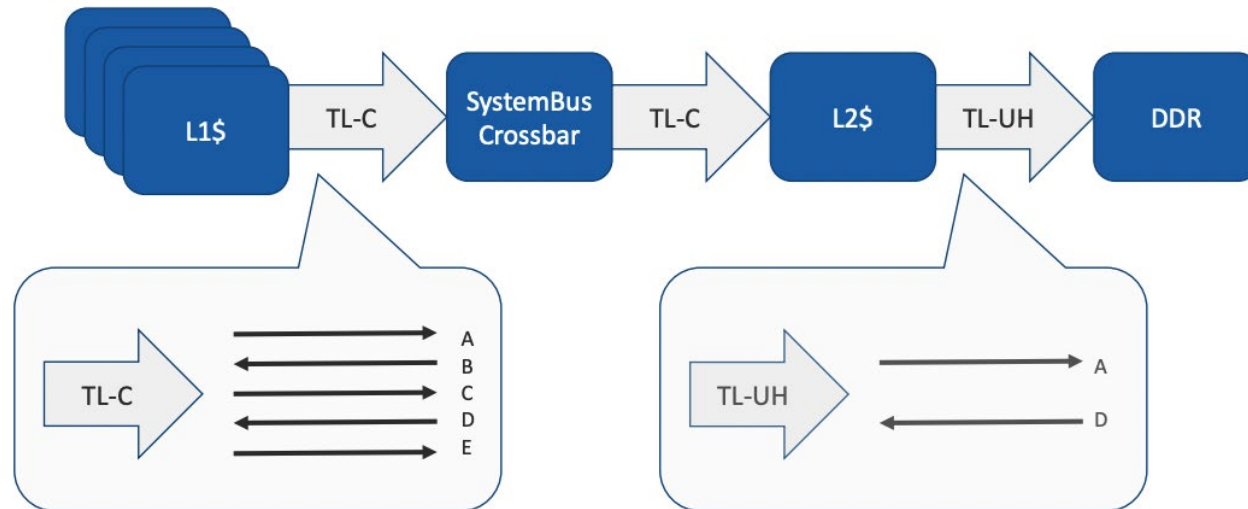 L1$
TL-C
SystemBus
Crossbar
TL-C
L2$
TL-UH
DDR
TL-C
A
B
C
D
E
TL-UH
A
D